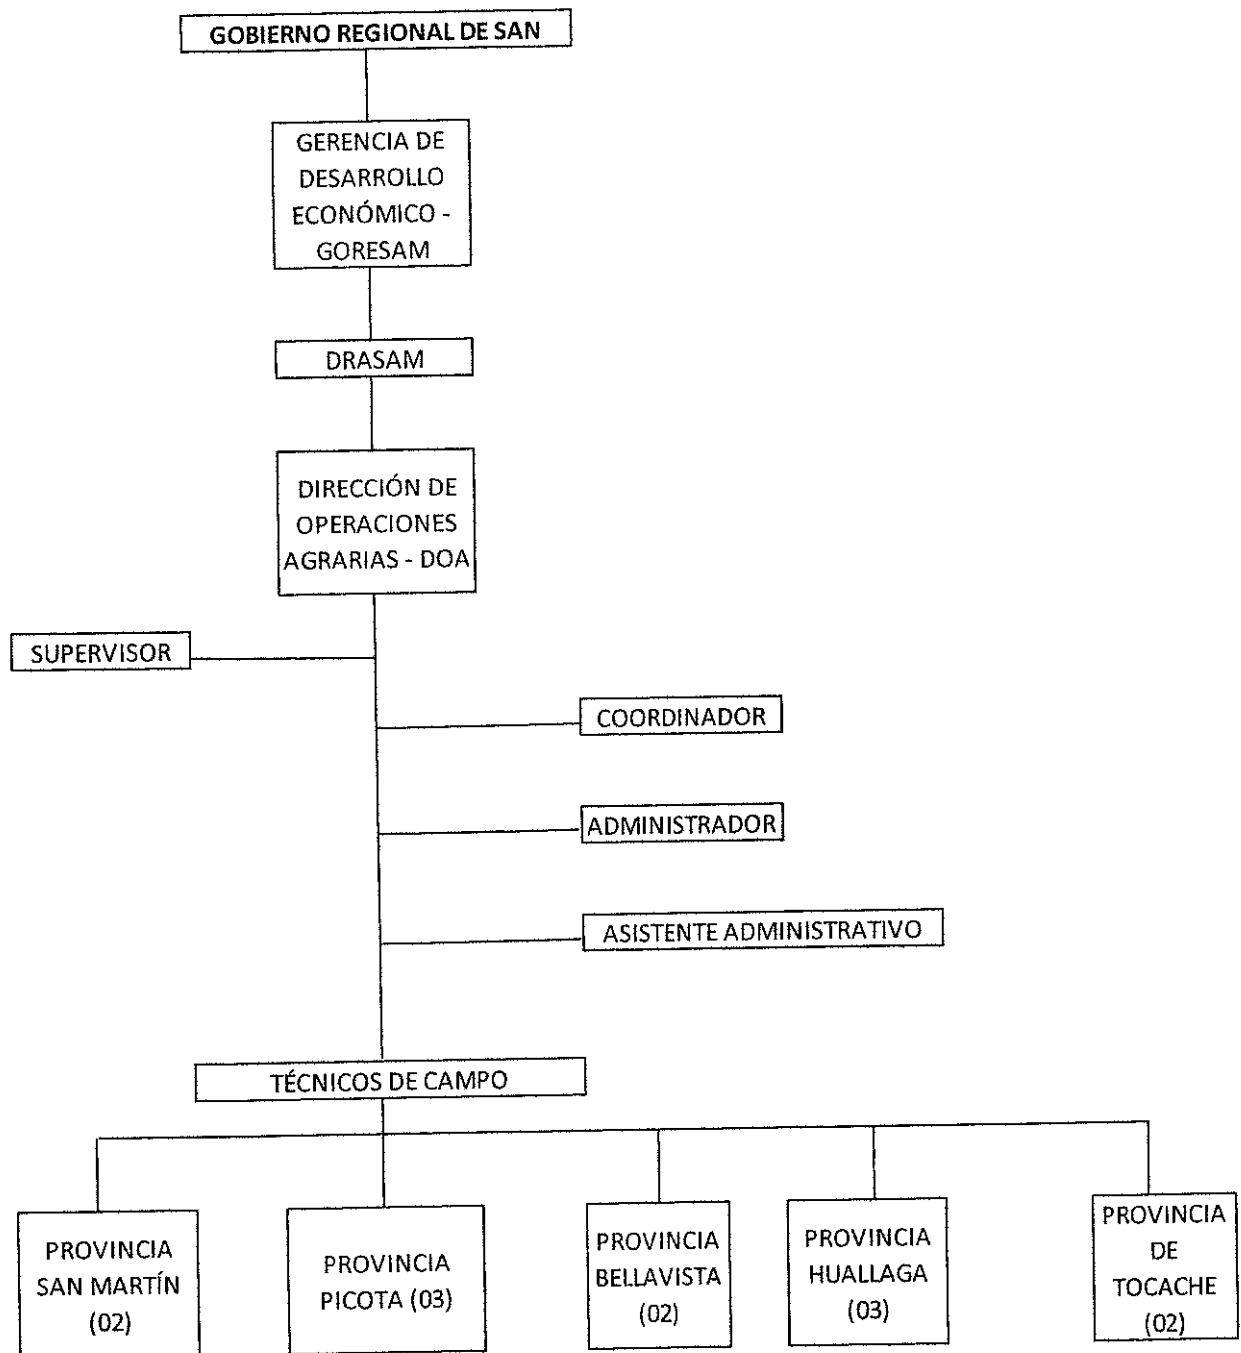 GOBIERNO REGIONAL DE SAN
GERENCIA DE
DESARROLLO
ECONÓMICO -
GORESAM
DRASAM
DIRECCIÓN DE
OPERACIONES
AGRARIAS - DOA
SUPERVISOR
COORDINADOR
ADMINISTRADOR
ASISTENTE ADMINISTRATIVO
TÉCNICOS DE CAMPO
PROVINCIA
SAN MARTÍN
(02)
PROVINCIA
PICOTA (03)
PROVINCIA
BELLAVISTA
(02)
PROVINCIA
HUALLAGA
(03)
PROVINCIA
DE
TOCACHE
(02)